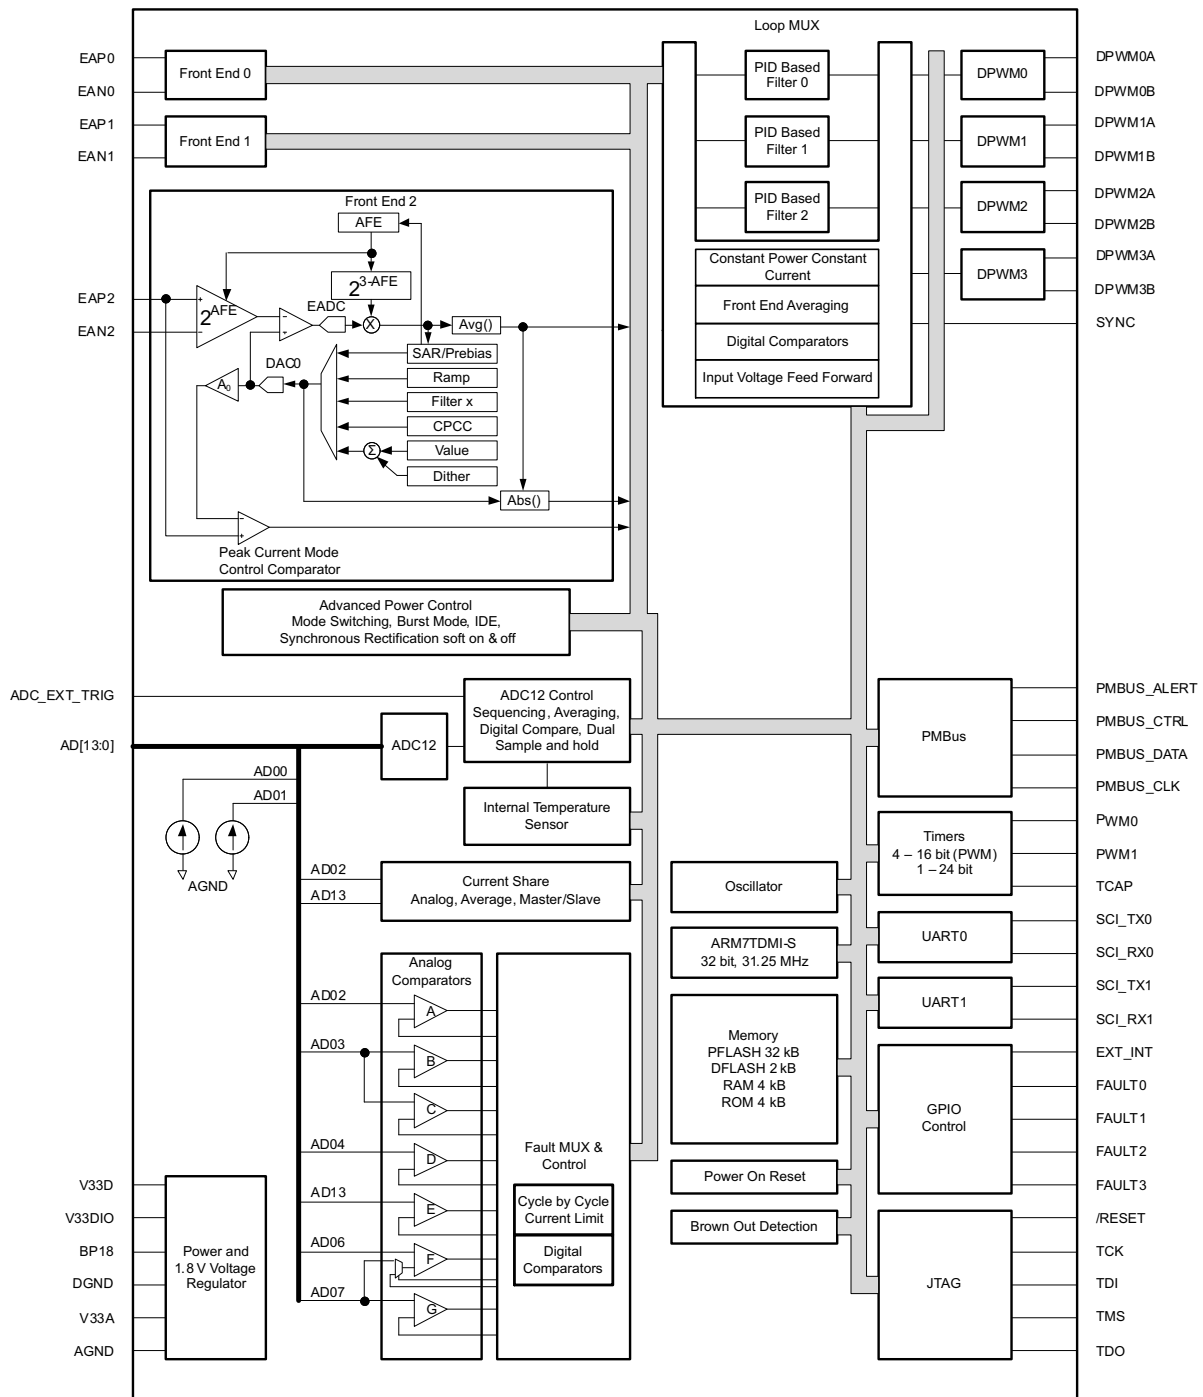 Loop MUX
EAP0
EAN0
EAP1
EAN1
Front End 0
Front End 1
PID Based
Filter 0
PID Based
Filter 1
PID Based
Filter 2
DPWM0
DPWM1
DPWM2
DPWM3
DPWM0A
DPWM0B
DPWM1A
DPWM1B
DPWM2A
DPWM2B
DPWM3A
DPWM3B
SYNC
Constant Power Constant
Current
Front End Averaging
Digital Comparators
Input Voltage Feed Forward
Front End 2
AFE
2^3-AFE
EAP2
EAN2
+
-
2^AFE
-
+
EADC
X
Avg()
DAC0
A0
SAR/Prebias
Ramp
Filter x
CPCC
Value
Dither
Σ
Abs()
-
+
Peak Current Mode
Control Comparator
Advanced Power Control
Mode Switching, Burst Mode, IDE,
Synchronous Rectification soft on & off
ADC_EXT_TRIG
AD[13:0]
ADC12
ADC12 Control
Sequencing, Averaging,
Digital Compare, Dual
Sample and hold
AD00
AD01
AGND
Internal Temperature
Sensor
AD02
AD13
Current Share
Analog, Average, Master/Slave
Analog
Comparators
AD02
A
AD03
B
C
AD04
D
AD13
E
AD06
F
AD07
G
Fault MUX &
Control
Cycle by Cycle
Current Limit
Digital
Comparators
V33D
V33DIO
BP18
DGND
V33A
AGND
Power and
1.8 V Voltage
Regulator
Oscillator
ARM7TDMI-S
32 bit, 31.25 MHz
Memory
PFLASH 32 kB
DFLASH 2 kB
RAM 4 kB
ROM 4 kB
Power On Reset
Brown Out Detection
PMBus
PMBUS_ALERT
PMBUS_CTRL
PMBUS_DATA
PMBUS_CLK
Timers
4 – 16 bit (PWM)
1 – 24 bit
PWM0
PWM1
TCAP
UART0
SCI_TX0
SCI_RX0
UART1
SCI_TX1
SCI_RX1
GPIO
Control
EXT_INT
FAULT0
FAULT1
FAULT2
FAULT3
JTAG
/RESET
TCK
TDI
TMS
TDO